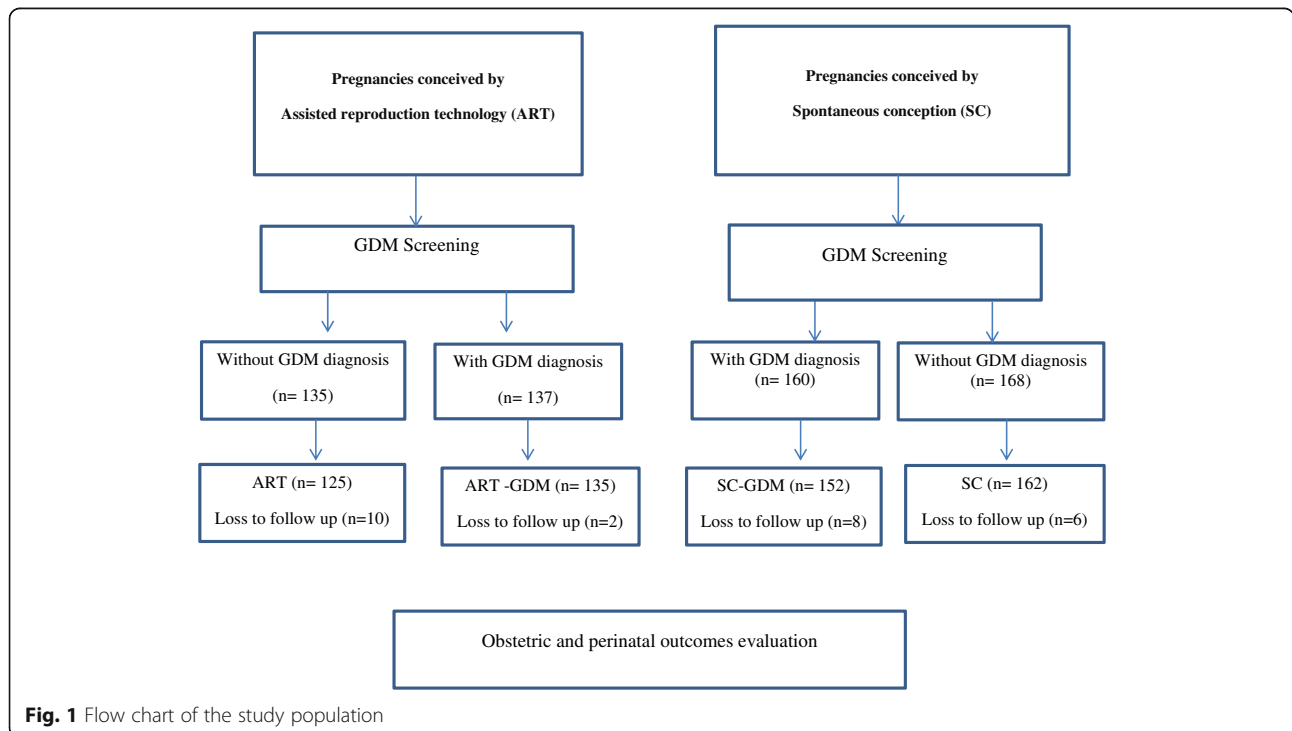 Pregnancies conceived by
Assisted reproduction technology (ART)
Pregnancies conceived by
Spontaneous conception (SC)
GDM Screening
GDM Screening
Without GDM diagnosis
(n= 135)
With GDM diagnosis
(n= 137)
With GDM diagnosis
(n= 160)
Without GDM diagnosis
(n= 168)
ART (n= 125)
Loss to follow up (n=10)
ART -GDM (n= 135)
Loss to follow up (n=2)
SC-GDM (n= 152)
Loss to follow up (n=8)
SC (n= 162)
Loss to follow up (n=6)
Obstetric and perinatal outcomes evaluation
Fig. 1 Flow chart of the study population